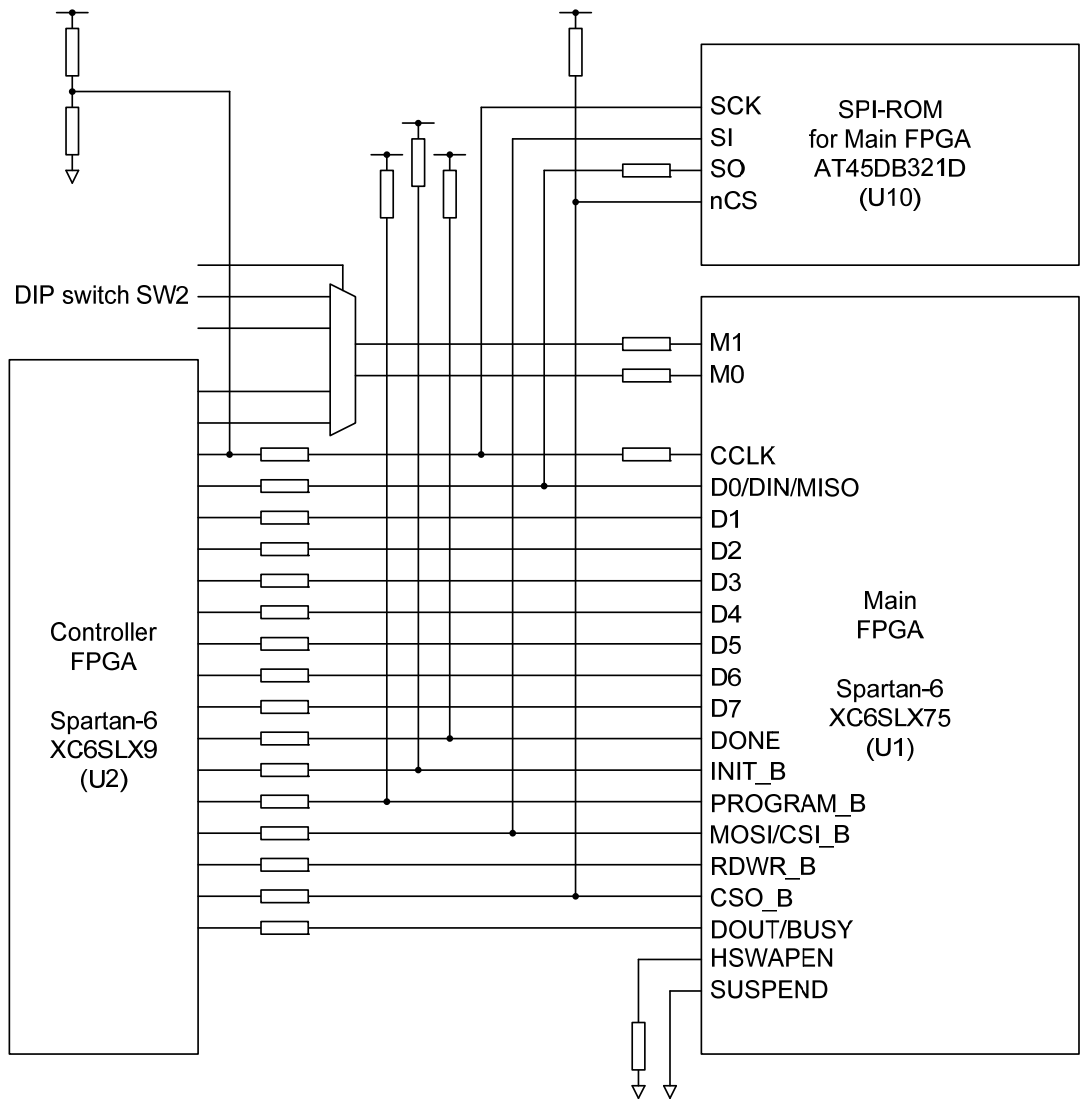 SCK
SI
SO
nCS
SPI-ROM
for Main FPGA
AT45DB321D
(U10)
DIP switch SW2
M1
M0
CCLK
D0/DIN/MISO
D1
D2
D3
D4
D5
D6
D7
DONE
INIT_B
PROGRAM_B
MOSI/CSI_B
RDWR_B
CSO_B
DOUT/BUSY
HSWAPEN
SUSPEND
Controller
FPGA
Spartan-6
XC6SLX9
(U2)
Main
FPGA
Spartan-6
XC6SLX75
(U1)